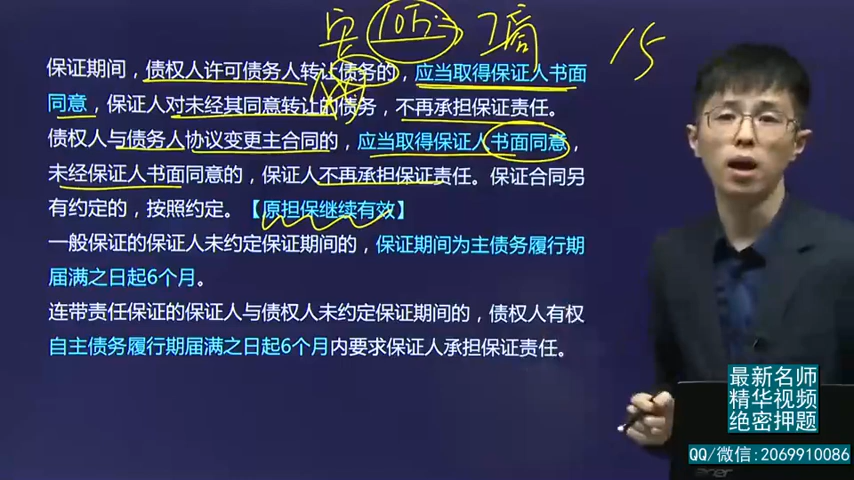 安 10万 工商 15
保证期间，债权人许可债务人转让债务的，应当取得保证人书面
同意，保证人对未经其同意转让的债务，不再承担保证责任。
债权人与债务人协议变更主合同的，应当取得保证人书面同意，
未经保证人书面同意的，保证人不再承担保证责任。保证合同另
有约定的，按照约定。【原担保继续有效】
一般保证的保证人未约定保证期间的，保证期间为主债务履行期
届满之日起6个月。
连带责任保证的保证人与债权人未约定保证期间的，债权人有权
自主债务履行期届满之日起6个月内要求保证人承担保证责任。
最新名师
精华视频
绝密押题
QQ/微信:2069910086
acer